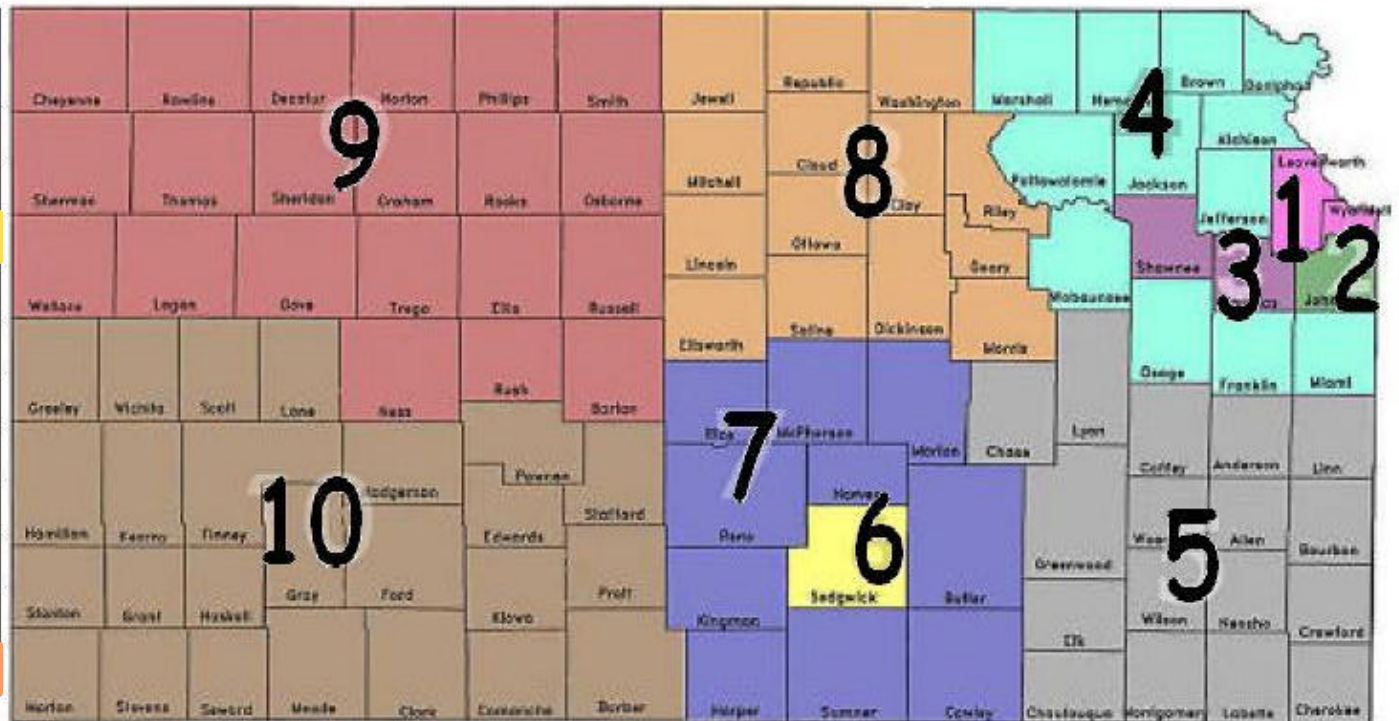 Cheyenne Rawlins Decatur Norton Phillips Smith Jewell Republic Washington Marshall Brown Doniphan
9 8 4
Sherman Thomas Sheridan Graham Rooks Osborne Mitchell Cloud Clay Riley Pottawatomie Jackson Atchison Leavenworth
Jefferson 1 Wyandott
Wallace Logan Gove Trego Ellis Russell Lincoln Ottawa Geary Wabaunsee Shawnee 3 2
Ellsworth Saline Dickinson Morris Osage Franklin Miami
Greeley Wichita Scott Lane Ness Rush Barton Rice McPherson Marion Chase Lyon Coffey Anderson Linn
10 7 6 5
Hodgeman Pawnee Stafford Harvey
Hamilton Kearny Finney Edwards Reno Greenwood Allen Bourbon
Stanton Grant Haskell Gray Ford Kiowa Pratt Kingman Sedgwick Butler Elk Wilson Neosho Crawford
Morton Stevens Seward Meade Clark Comanche Barber Harper Sumner Cowley Chautauqua Montgomery Labette Cherokee